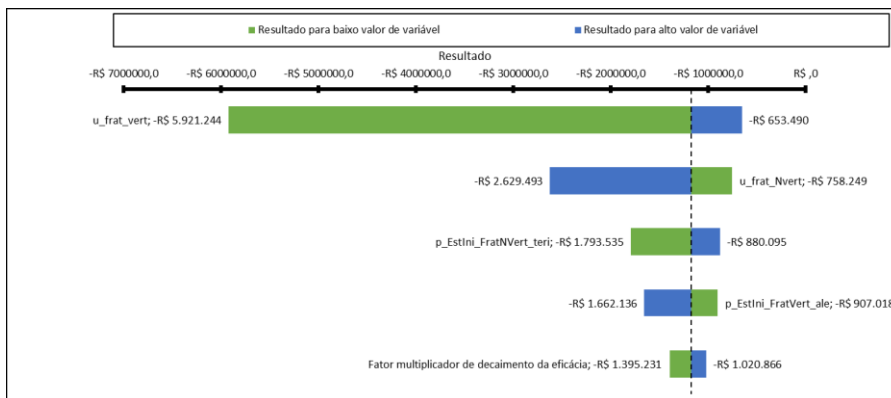 Resultado para baixo valor de variável Resultado para alto valor de variável
Resultado
-R$ 7000000,0 -R$ 6000000,0 -R$ 5000000,0 -R$ 4000000,0 -R$ 3000000,0 -R$ 2000000,0 -R$ 1000000,0 R$ ,0
u_frat_vert; -R$ 5.921.244 -R$ 653.490
-R$ 2.629.493 u_frat_Nvert; -R$ 758.249
p_EstIni_FratNVert_teri; -R$ 1.793.535 -R$ 880.095
-R$ 1.662.136 p_EstIni_FratVert_ale; -R$ 907.018
Fator multiplicador de decaimento da eficácia; -R$ 1.395.231 -R$ 1.020.866